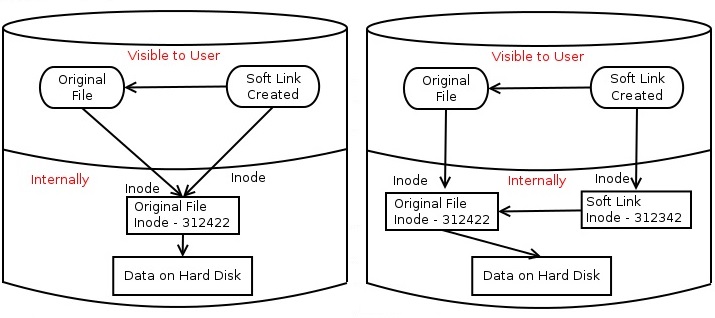 Visible to User
Original
File
Soft Link
Created
Internally
Inode
Inode
Original File
Inode - 312422
Data on Hard Disk
Visible to User
Original
File
Soft Link
Created
Inode
Internally
Inode
Original File
Inode - 312422
Soft Link
Inode - 312342
Data on Hard Disk